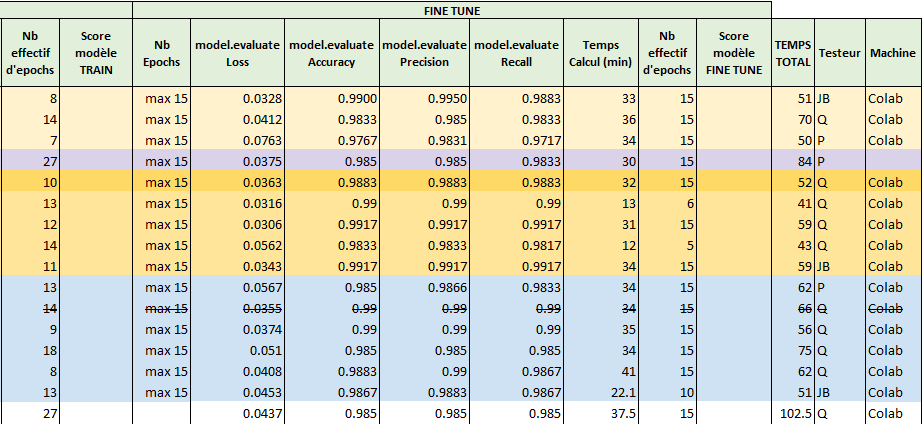 FINE TUNE
Nb effectif d'epochs Score modèle TRAIN Nb Epochs model.evaluate Loss model.evaluate Accuracy model.evaluate Precision model.evaluate Recall Temps Calcul (min) Nb effectif d'epochs Score modèle FINE TUNE TEMPS TOTAL Testeur Machine
8 max 15 0.0328 0.9900 0.9950 0.9883 33 15 51 JB Colab
14 max 15 0.0412 0.9833 0.985 0.9833 36 15 70 Q Colab
7 max 15 0.0763 0.9767 0.9831 0.9717 34 15 50 P Colab
27 max 15 0.0375 0.985 0.985 0.9833 30 15 84 P
10 max 15 0.0363 0.9883 0.9883 0.9883 32 15 52 Q Colab
13 max 15 0.0316 0.99 0.99 0.99 13 6 41 Q Colab
12 max 15 0.0306 0.9917 0.9917 0.9917 31 15 59 Q Colab
14 max 15 0.0562 0.9833 0.9833 0.9817 12 5 43 Q Colab
11 max 15 0.0343 0.9917 0.9917 0.9917 34 15 59 JB Colab
13 max 15 0.0567 0.985 0.9866 0.9833 34 15 62 P Colab
14 max 15 0.0355 0.99 0.99 0.99 34 15 66 Q Colab
9 max 15 0.0374 0.99 0.99 0.99 35 15 56 Q Colab
18 max 15 0.051 0.985 0.985 0.985 34 15 75 Q Colab
8 max 15 0.0408 0.9883 0.99 0.9867 41 15 62 Q Colab
13 max 15 0.0453 0.9867 0.9883 0.9867 22.1 10 51 JB Colab
27 0.0437 0.985 0.985 0.985 37.5 15 102.5 Q Colab